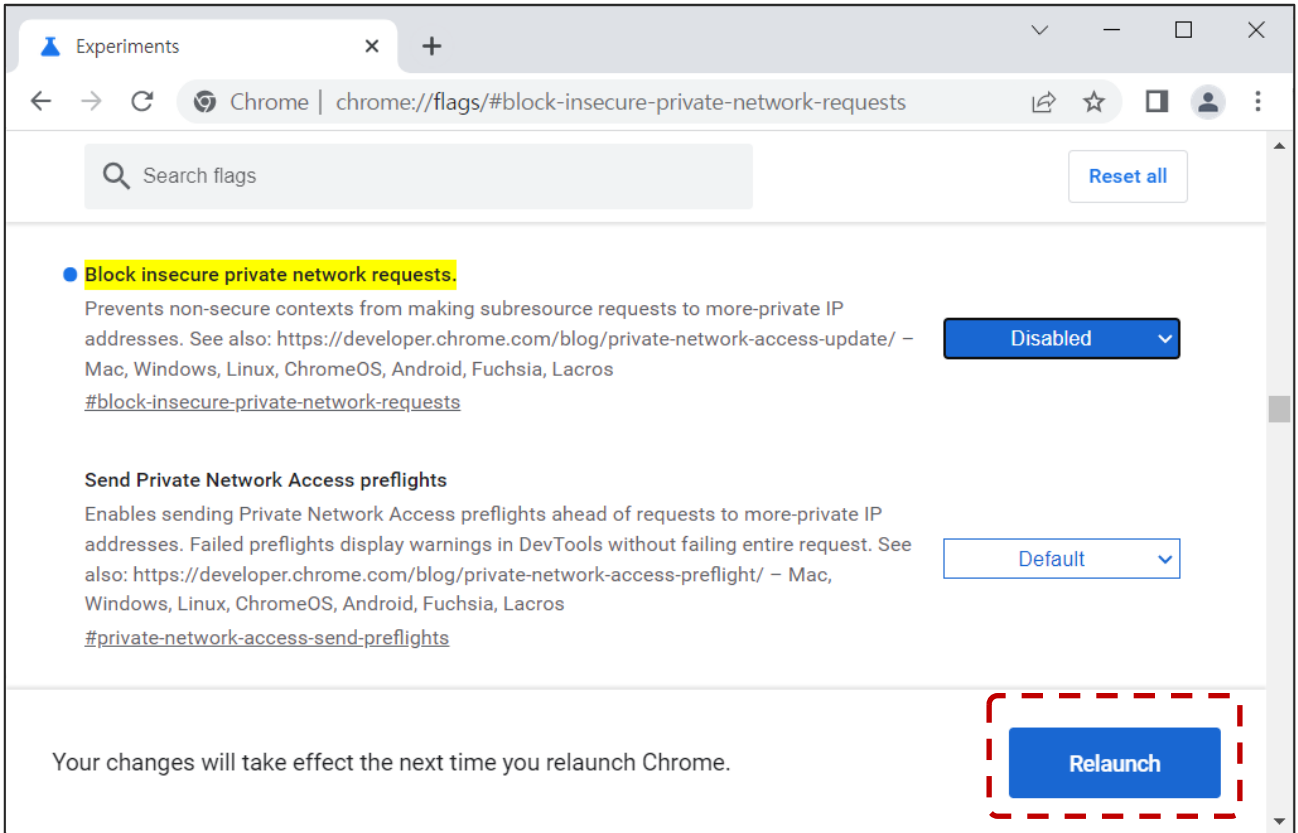 Experiments
Chrome | chrome://flags/#block-insecure-private-network-requests
Search flags
Reset all
Block insecure private network requests.
Prevents non-secure contexts from making subresource requests to more-private IP
addresses. See also: https://developer.chrome.com/blog/private-network-access-update/ –
Mac, Windows, Linux, ChromeOS, Android, Fuchsia, Lacros
#block-insecure-private-network-requests
Disabled
Send Private Network Access preflights
Enables sending Private Network Access preflights ahead of requests to more-private IP
addresses. Failed preflights display warnings in DevTools without failing entire request. See
also: https://developer.chrome.com/blog/private-network-access-preflight/ – Mac,
Windows, Linux, ChromeOS, Android, Fuchsia, Lacros
#private-network-access-send-preflights
Default
Your changes will take effect the next time you relaunch Chrome.
Relaunch